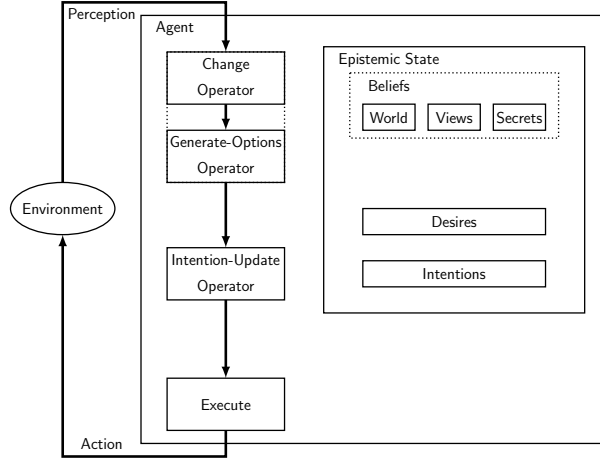 Perception
Agent
Change
Operator
Generate-Options
Operator
Environment
Intention-Update
Operator
Execute
Action
Epistemic State
Beliefs
World Views Secrets
Desires
Intentions